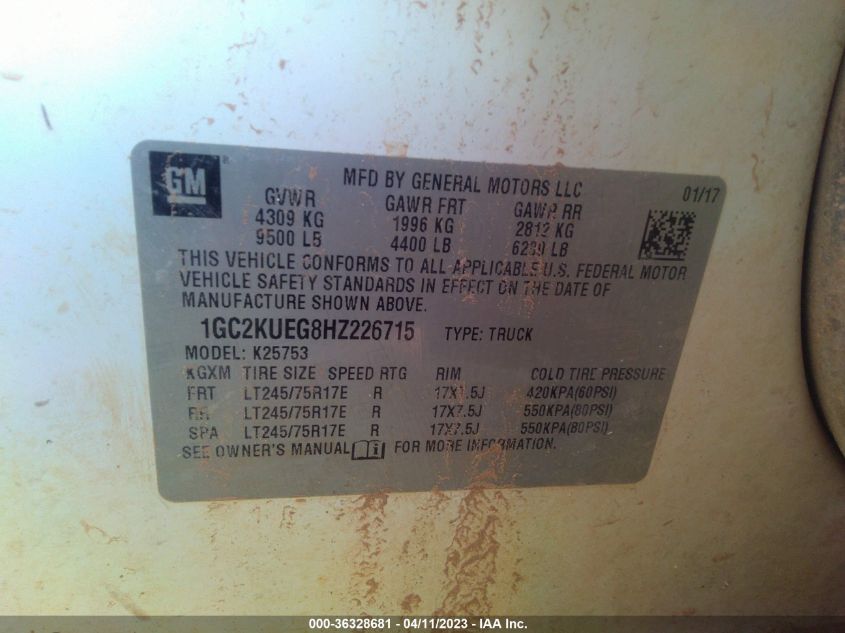 GM ®
MFD BY GENERAL MOTORS LLC 01/17
GVWR GAWR FRT GAWR RR
4309 KG 1996 KG 2812 KG
9500 LB 4400 LB 6200 LB
THIS VEHICLE CONFORMS TO ALL APPLICABLE U.S. FEDERAL MOTOR
VEHICLE SAFETY STANDARDS IN EFFECT ON THE DATE OF
MANUFACTURE SHOWN ABOVE.
1GC2KUEG8HZ226715 TYPE: TRUCK
MODEL: K25753
KGXM TIRE SIZE SPEED RTG RIM COLD TIRE PRESSURE
FRT LT245/75R17E R 17X7.5J 420KPA(60PSI)
RR LT245/75R17E R 17X7.5J 550KPA(80PSI)
SPA LT245/75R17E R 17X7.5J 550KPA(80PSI)
SEE OWNER'S MANUAL FOR MORE INFORMATION.
000-36328681 - 04/11/2023 - IAA Inc.